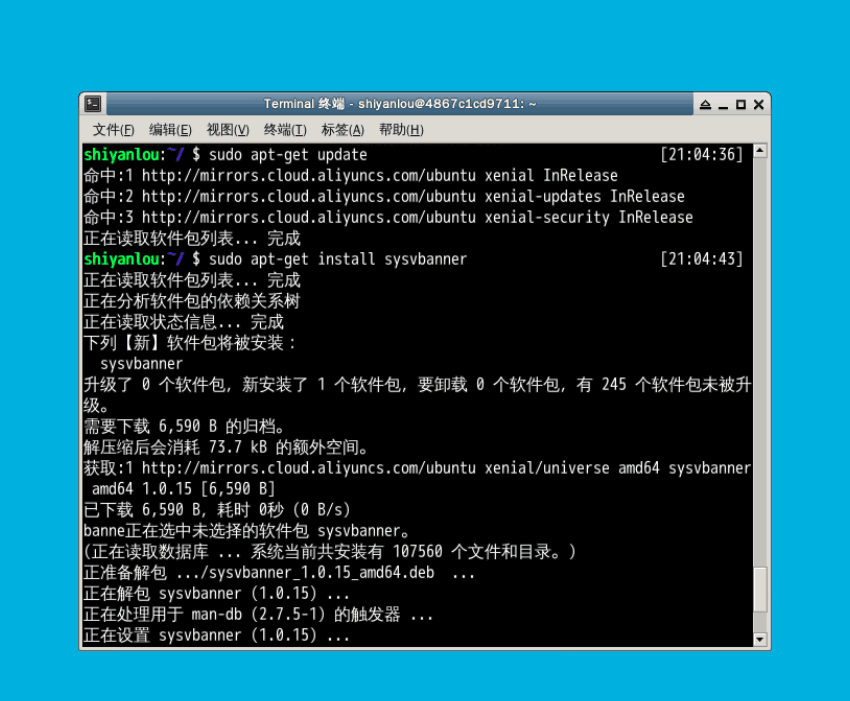 Terminal 终端 - shiyanlou@4867c1cd9711: ~
文件(F) 编辑(E) 视图(V) 终端(T) 标签(A) 帮助(H)
shiyanlou:~/ $ sudo apt-get update [21:04:36]
命中:1 http://mirrors.cloud.aliyuncs.com/ubuntu xenial InRelease
命中:2 http://mirrors.cloud.aliyuncs.com/ubuntu xenial-updates InRelease
命中:3 http://mirrors.cloud.aliyuncs.com/ubuntu xenial-security InRelease
正在读取软件包列表... 完成
shiyanlou:~/ $ sudo apt-get install sysvbanner [21:04:43]
正在读取软件包列表... 完成
正在分析软件包的依赖关系树
正在读取状态信息... 完成
下列【新】软件包将被安装：
sysvbanner
升级了 0 个软件包，新安装了 1 个软件包，要卸载 0 个软件包，有 245 个软件包未被升
级。
需要下载 6,590 B 的归档。
解压缩后会消耗 73.7 kB 的额外空间。
获取:1 http://mirrors.cloud.aliyuncs.com/ubuntu xenial/universe amd64 sysvbanner
amd64 1.0.15 [6,590 B]
已下载 6,590 B，耗时 0秒 (0 B/s)
banne正在选中未选择的软件包 sysvbanner。
(正在读取数据库 ... 系统当前共安装有 107560 个文件和目录。)
正准备解包 .../sysvbanner_1.0.15_amd64.deb ...
正在解包 sysvbanner (1.0.15) ...
正在处理用于 man-db (2.7.5-1) 的触发器 ...
正在设置 sysvbanner (1.0.15) ...